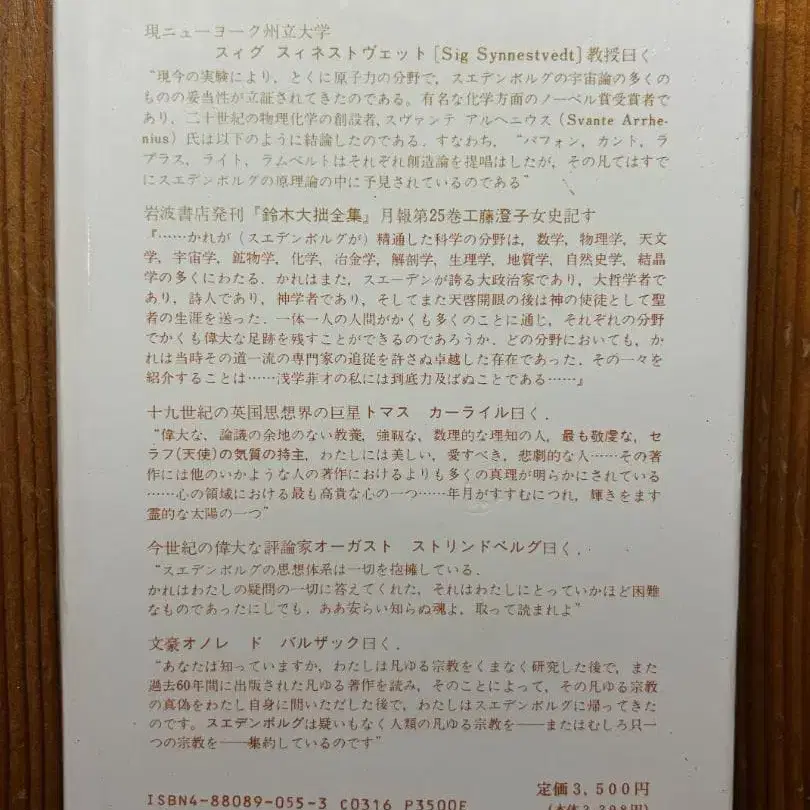 現ニューヨーク州立大学
スィグ スィネストヴェット[Sig Synnestvedt]教授曰く
“現今の実験により，とくに原子力の分野で，スエデンボルグの宇宙論の多くの
ものの妥当性が立証されてきたのである．有名な化学方面のノーベル賞受賞者で
あり，二十世紀の物理化学の創設者，スヴァンテ アルヘニウス（Svante Arrhe-
nius）氏は以下のように結論したのである．すなわち，“バフォン，カント，ラ
プラス，ライト，ラムベルトはそれぞれ創造論を提唱はしたが，その凡てはすで
にスエデンボルグの原理論の中に予見されているのである”
岩波書店発刊『鈴木大拙全集』月報第25巻工藤澄子女史記す
『……かれが（スエデンボルグが）精通した科学の分野は，数学，物理学，天文
学，宇宙学，鉱物学，化学，冶金学，解剖学，生理学，地質学，自然史学，結晶
学の多くにわたる．かれはまた，スエーデンが誇る大政治家であり，大哲学者で
あり，詩人であり，神学者であり，そしてまた天啓開眼の後は神の使徒として聖
者の生涯を送った．一体一人の人間がかくも多くのことに通じ，それぞれの分野
でかくも偉大な足跡を残すことができるのであろうか．どの分野においても，か
れは当時その道一流の専門家の追従を許さぬ卓越した存在であった．その一々を
紹介することは……浅学菲才の私には到底力及ばぬことである……』
十九世紀の英国思想界の巨星トマス カーライル曰く．
“偉大な，論議の余地のない教養，強靱な，数理的な理知の人，最も敬虔な，セ
ラフ(天使)の気質の持主，わたしには美しい，愛すべき，悲劇的な人……その著
作には他のいかような人の著作におけるよりも多くの真理が明らかにされている
……心の領域における最も高貴な心の一つ……年月がすすむにつれ，輝きをます
霊的な太陽の一つ”
今世紀の偉大な評論家オーガスト ストリンドベルグ曰く．
“スエデンボルグの思想体系は一切を抱擁している．
かれはわたしの疑問の一切に答えてくれた，それはわたしにとっていかほど困難
なものであったにしでも．ああ安らい知らぬ魂よ，取って読まれよ”
文豪オノレ ド バルザック曰く．
“あなたは知っていますか，わたしは凡ゆる宗教をくまなく研究した後で，また
過去60年間に出版された凡ゆる著作を読み，そのことによって，その凡ゆる宗教
の真偽をわたし自身に問いただした後で，わたしはスエデンボルグに帰ってきた
のです．スエデンボルグは疑いもなく人類の凡ゆる宗教を――またはむしろ只一
つの宗教を――集約しているのです”
定価3,500円
ISBN4-88089-055-3 C0316 P3500E
(本体3,398円)